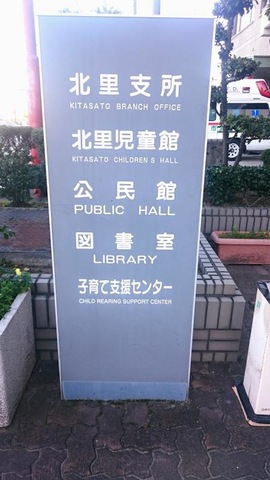 北里支所
KITASATO BRANCH OFFICE
北里児童館
KITASATO CHILDREN S HALL
公民館
PUBLIC HALL
図書室
LIBRARY
子育て支援センター
CHILD REARING SUPPORT CENTER